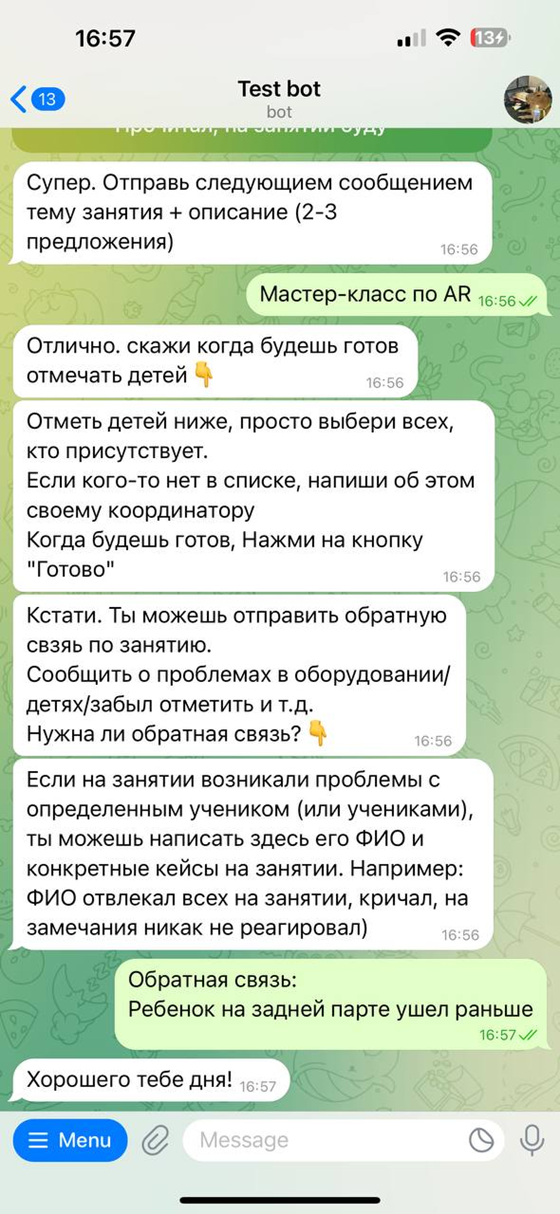 16:57
13
13
Test bot
bot
Прочитал, на занятии буду
Супер. Отправь следующием сообщением
тему занятия + описание (2-3
предложения)
16:56
Мастер-класс по AR
16:56
Отлично. скажи когда будешь готов
отмечать детей 👇
16:56
Отметь детей ниже, просто выбери всех,
кто присутствует.
Если кого-то нет в списке, напиши об этом
своему координатору
Когда будешь готов, Нажми на кнопку
"Готово"
16:56
Кстати. Ты можешь отправить обратную
свзяь по занятию.
Сообщить о проблемах в оборудовании/
детях/забыл отметить и т.д.
Нужна ли обратная связь? 👇
16:56
Если на занятии возникали проблемы с
определенным учеником (или учениками),
ты можешь написать здесь его ФИО и
конкретные кейсы на занятии. Например:
ФИО отвлекал всех на занятии, кричал, на
замечания никак не реагировал)
16:56
Обратная связь:
Ребенок на задней парте ушел раньше
16:57
Хорошего тебе дня!
16:57
Menu
Message